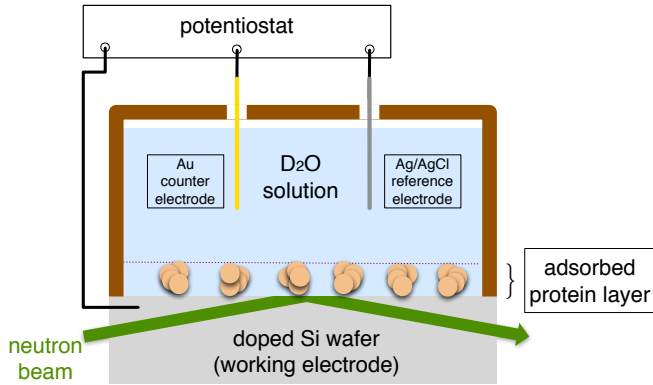 potentiostat
Au
counter
electrode
D₂O
solution
Ag/AgCl
reference
electrode
adsorbed
protein layer
neutron
beam
doped Si wafer
(working electrode)